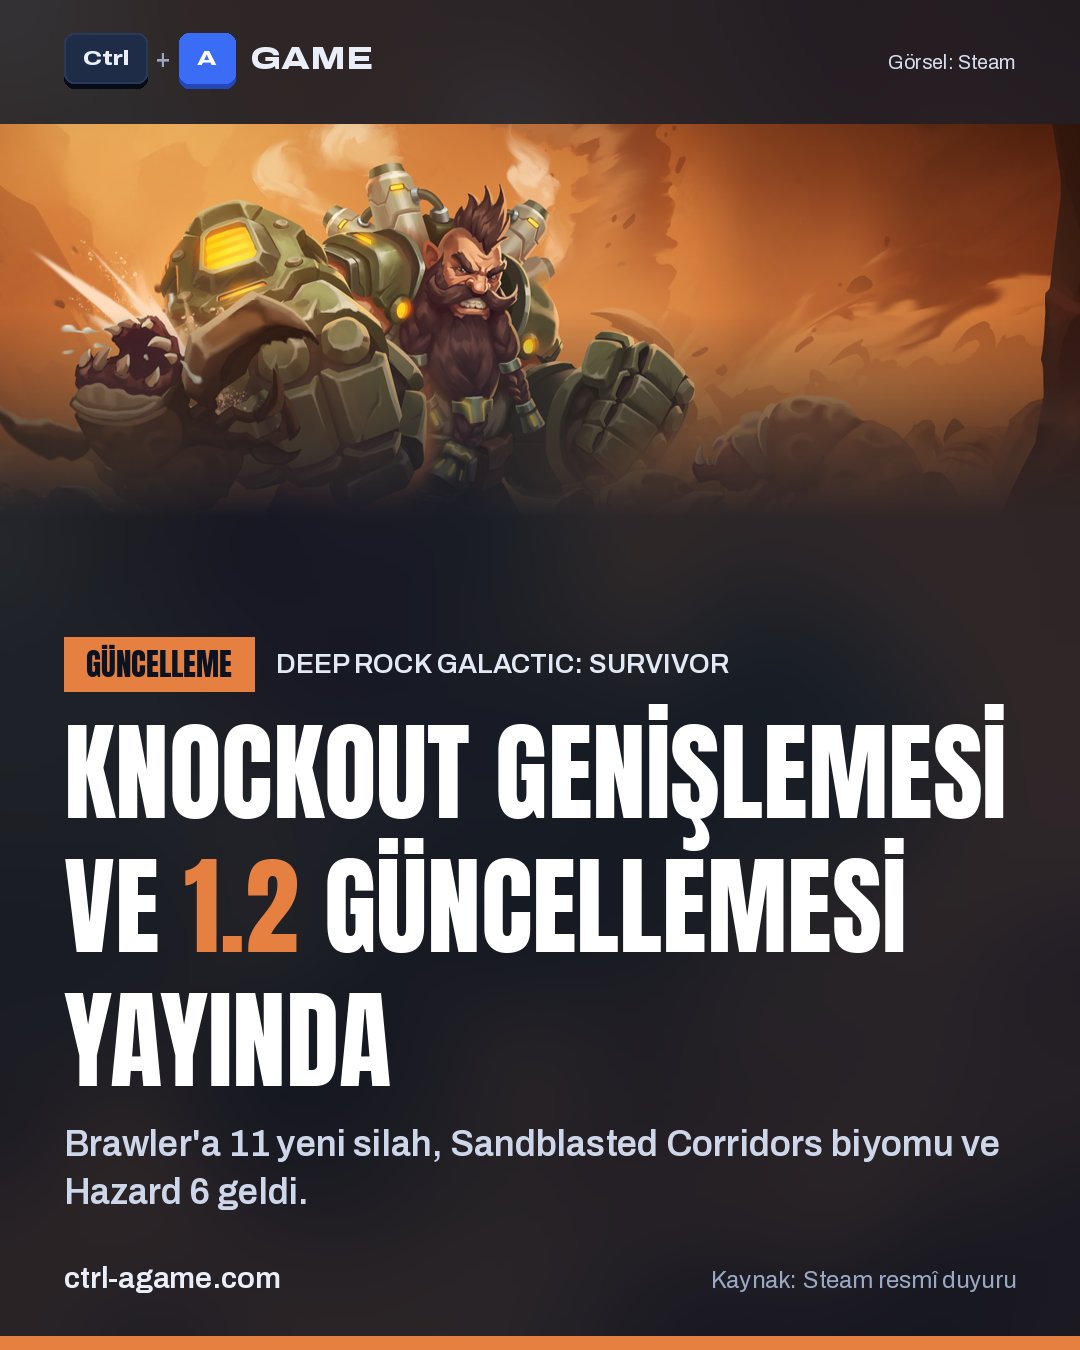 Ctrl + A GAME
Görsel: Steam
GÜNCELLEME
DEEP ROCK GALACTIC: SURVIVOR
KNOCKOUT GENİŞLEMESİ
VE 1.2 GÜNCELLEMESİ
YAYINDA
Brawler'a 11 yeni silah, Sandblasted Corridors biyomu ve
Hazard 6 geldi.
ctrl-agame.com
Kaynak: Steam resmî duyuru